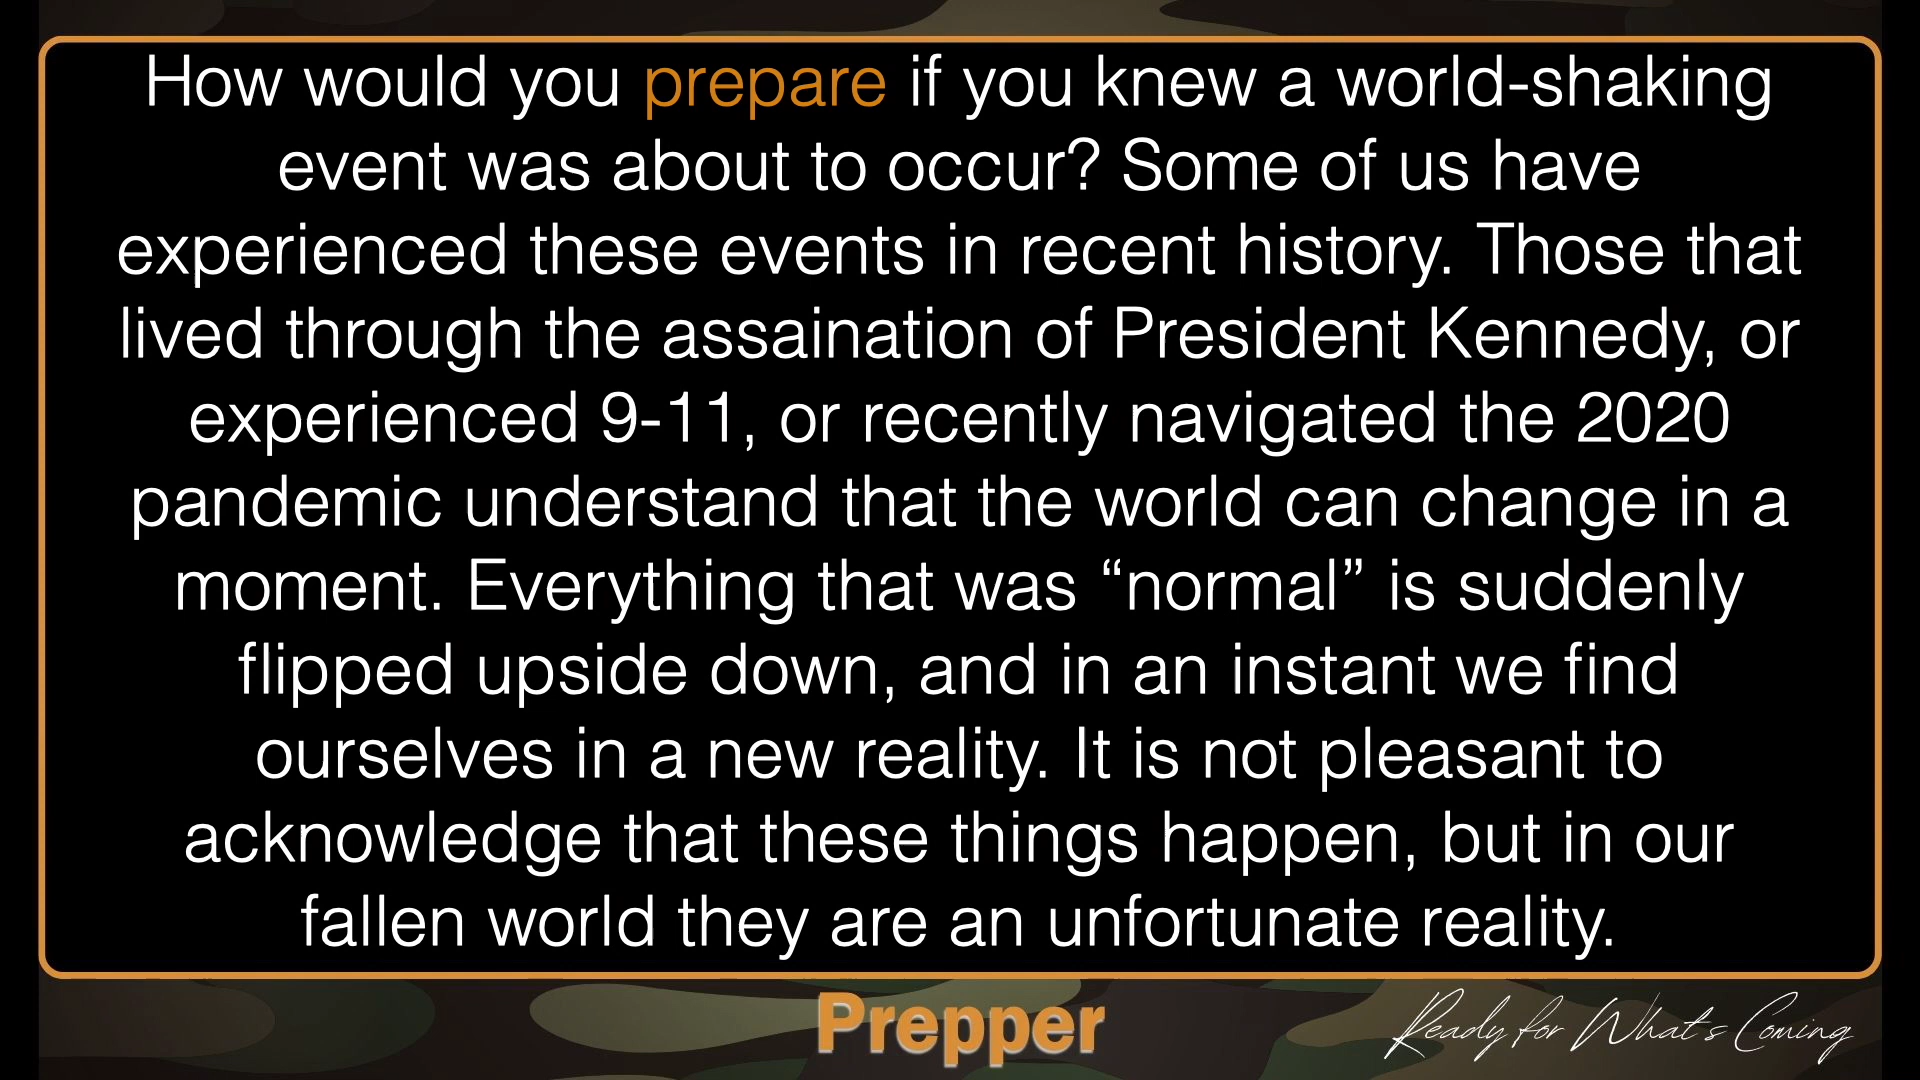 How would you prepare if you knew a world-shaking
event was about to occur? Some of us have
experienced these events in recent history. Those that
lived through the assaination of President Kennedy, or
experienced 9-11, or recently navigated the 2020
pandemic understand that the world can change in a
moment. Everything that was “normal” is suddenly
flipped upside down, and in an instant we find
ourselves in a new reality. It is not pleasant to
acknowledge that these things happen, but in our
fallen world they are an unfortunate reality.
Prepper
Ready for What's Coming